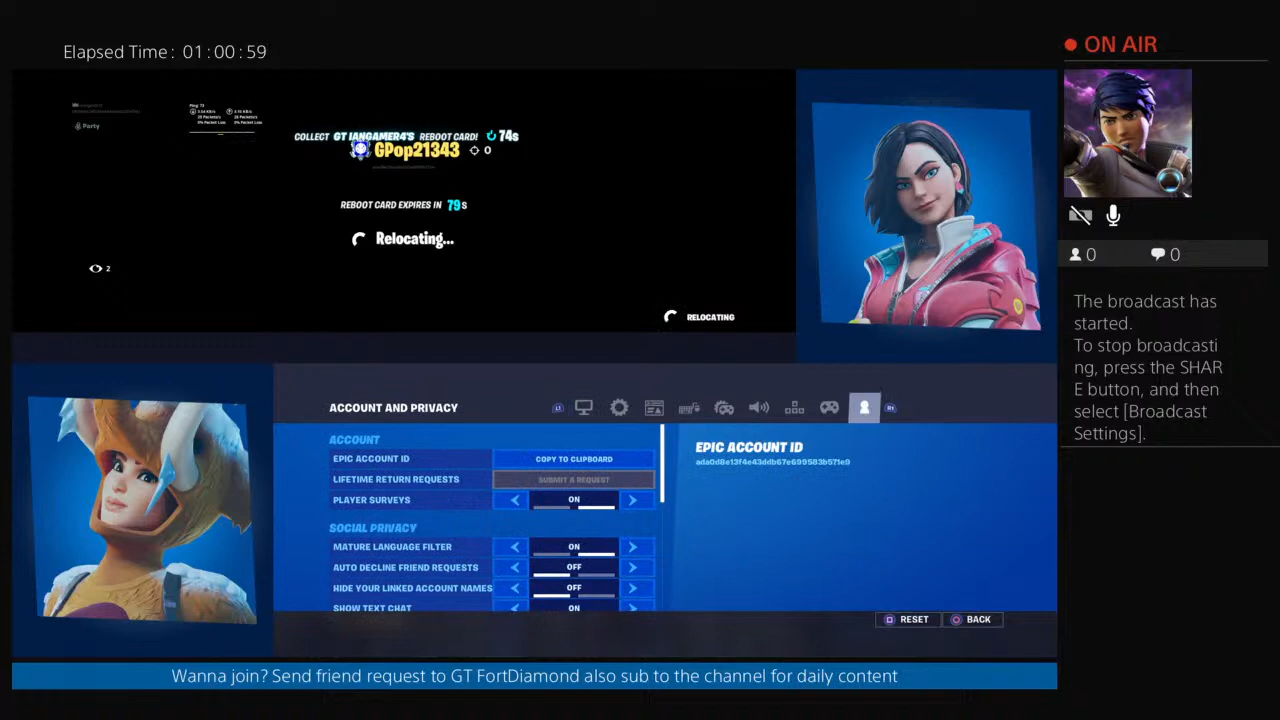 Elapsed Time: 01:00:59
ON AIR
Party
Ping: 73
COLLECT GT IANGAMER4'S REBOOT CARD! 74s
GPop21343 0
REBOOT CARD EXPIRES IN 79s
Relocating...
2
RELOCATING
0 0
The broadcast has
started.
To stop broadcasti
ng, press the SHAR
E button, and then
select [Broadcast
Settings].
ACCOUNT AND PRIVACY
L1
R1
ACCOUNT
EPIC ACCOUNT ID COPY TO CLIPBOARD
LIFETIME RETURN REQUESTS SUBMIT A REQUEST
PLAYER SURVEYS ON
SOCIAL PRIVACY
MATURE LANGUAGE FILTER ON
AUTO DECLINE FRIEND REQUESTS OFF
HIDE YOUR LINKED ACCOUNT NAMES OFF
SHOW TEXT CHAT ON
EPIC ACCOUNT ID
ada0d8e13f4e43ddb67e699583b571e9
RESET BACK
Wanna join? Send friend request to GT FortDiamond also sub to the channel for daily content